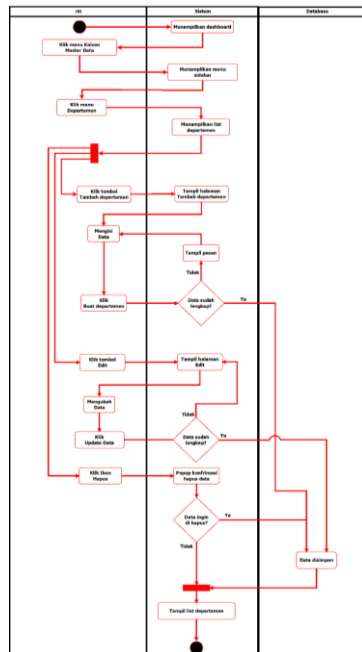 Sistem
Database
Menampilkan dashboard
Klik menu Kaizen
Master Data
Menampilkan menu
sidebar
Klik menu
Departemen
Menampilkan list
departemen
Klik tombol
Tambah departemen
Tampil halaman
Tambah departemen
Mengisi
Data
Tampil pesan
Tidak
Klik
Buat departemen
Data sudah
lengkap?
Ya
Klik tombol
Edit
Tampil halaman
Edit
Mengubah
Data
Tidak
Klik
Update Data
Data sudah
lengkap?
Ya
Klik Ikon
Hapus
Popup konfirmasi
hapus data
Data ingin
di hapus?
Ya
Tidak
Data disimpan
Tampil list departemen